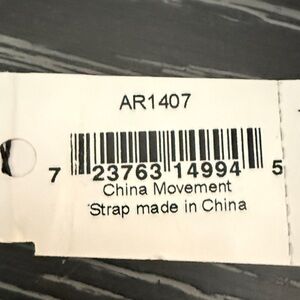 AR1407
7 23763 14994 5
China Movement
Strap made in China